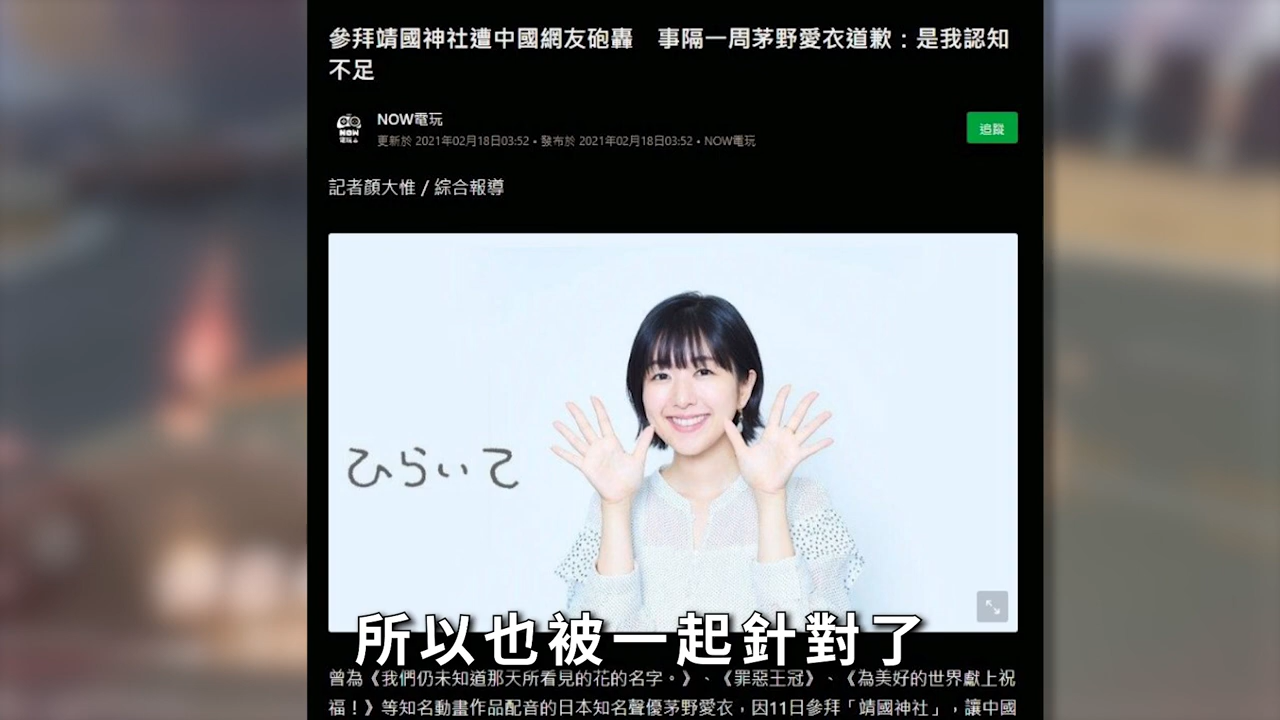 參拜靖國神社遭中國網友砲轟　事隔一周茅野愛衣道歉：是我認知
不足
NOW電玩
更新於 2021年02月18日03:52 • 發布於 2021年02月18日03:52 • NOW電玩
追蹤
記者顏大惟 / 綜合報導
ひらいて
所以也被一起針對了
曾為《我們仍未知道那天所看見的花的名字。》、《罪惡王冠》、《為美好的世界獻上祝
福！》等知名動畫作品配音的日本知名聲優茅野愛衣，因11日參拜「靖國神社」，讓中國